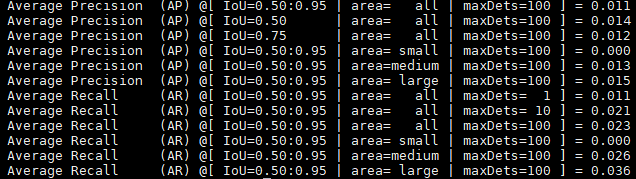 Average Precision  (AP) @[ IoU=0.50:0.95 | area=   all | maxDets=100 ] = 0.011
Average Precision  (AP) @[ IoU=0.50      | area=   all | maxDets=100 ] = 0.014
Average Precision  (AP) @[ IoU=0.75      | area=   all | maxDets=100 ] = 0.012
Average Precision  (AP) @[ IoU=0.50:0.95 | area= small | maxDets=100 ] = 0.000
Average Precision  (AP) @[ IoU=0.50:0.95 | area=medium | maxDets=100 ] = 0.013
Average Precision  (AP) @[ IoU=0.50:0.95 | area= large | maxDets=100 ] = 0.015
Average Recall     (AR) @[ IoU=0.50:0.95 | area=   all | maxDets=  1 ] = 0.011
Average Recall     (AR) @[ IoU=0.50:0.95 | area=   all | maxDets= 10 ] = 0.021
Average Recall     (AR) @[ IoU=0.50:0.95 | area=   all | maxDets=100 ] = 0.023
Average Recall     (AR) @[ IoU=0.50:0.95 | area= small | maxDets=100 ] = 0.000
Average Recall     (AR) @[ IoU=0.50:0.95 | area=medium | maxDets=100 ] = 0.026
Average Recall     (AR) @[ IoU=0.50:0.95 | area= large | maxDets=100 ] = 0.036